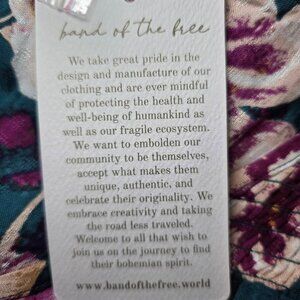 band of the free
We take great pride in the
design and manufacture of our
clothing and are ever mindful
of protecting the health and
well-being of humankind as
well as our fragile ecosystem.
We want to embolden our
community to be themselves,
accept what makes them
unique, authentic, and
celebrate their originality. We
embrace creativity and taking
the road less traveled.
Welcome to all that wish to
join us on the journey to find
their bohemian spirit.
www.bandofthefree.world